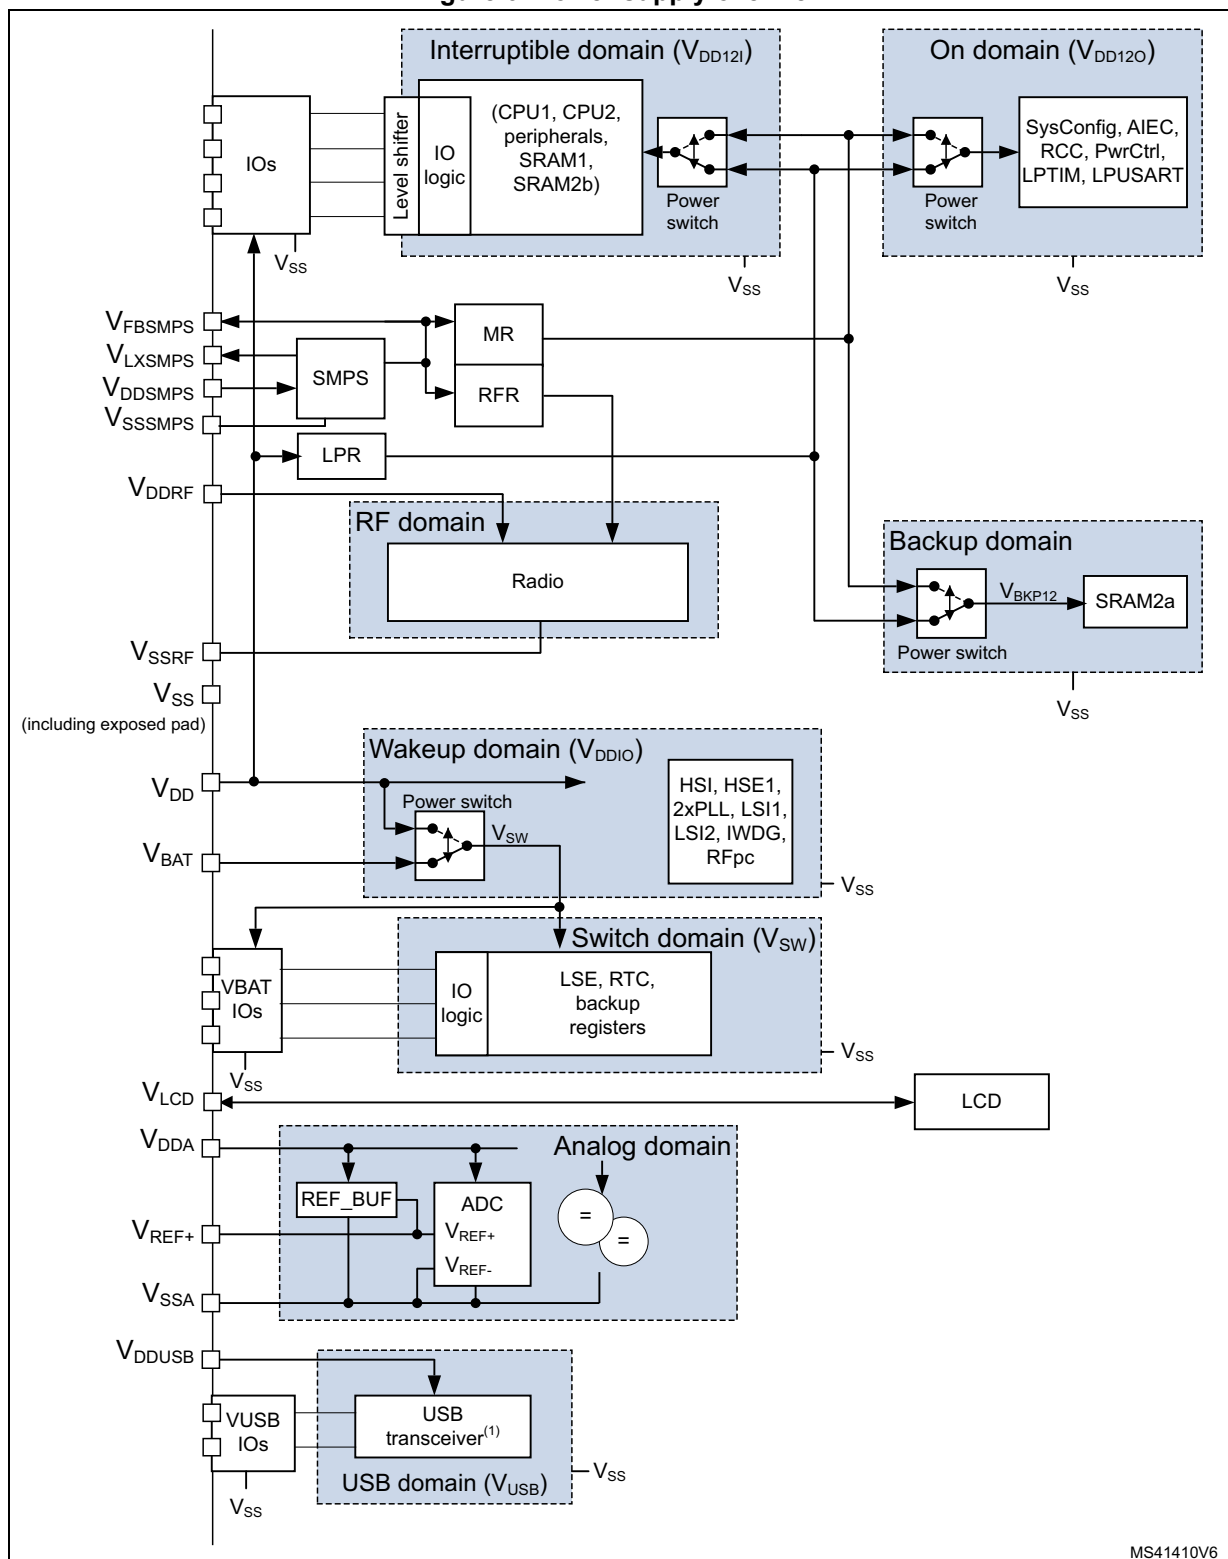 Interruptible domain (VDD12I)
On domain (VDD12O)
IOs
Level shifter
IO
logic
(CPU1, CPU2,
peripherals,
SRAM1,
SRAM2b)
Power
switch
Power
switch
SysConfig, AIEC,
RCC, PwrCtrl,
LPTIM, LPUSART
VSS
VSS
VSS
VFBSMPS
VLXSMPS
VDDSMPS
VSSSMPS
SMPS
MR
RFR
LPR
VDDRF
RF domain
Radio
Backup domain
VBKP12
SRAM2a
Power switch
VSS
VSSRF
VSS
(including exposed pad)
Wakeup domain (VDDIO)
VDD
Power switch
VSW
HSI, HSE1,
2xPLL, LSI1,
LSI2, IWDG,
RFpc
VBAT
VSS
Switch domain (VSW)
VBAT
IOs
IO
logic
LSE, RTC,
backup
registers
VSS
VSS
VLCD
LCD
VDDA
Analog domain
REF_BUF
ADC
VREF+
VREF-
=
=
VREF+
VSSA
VDDUSB
VUSB
IOs
USB
transceiver(1)
USB domain (VUSB)
VSS
VSS
MS41410V6